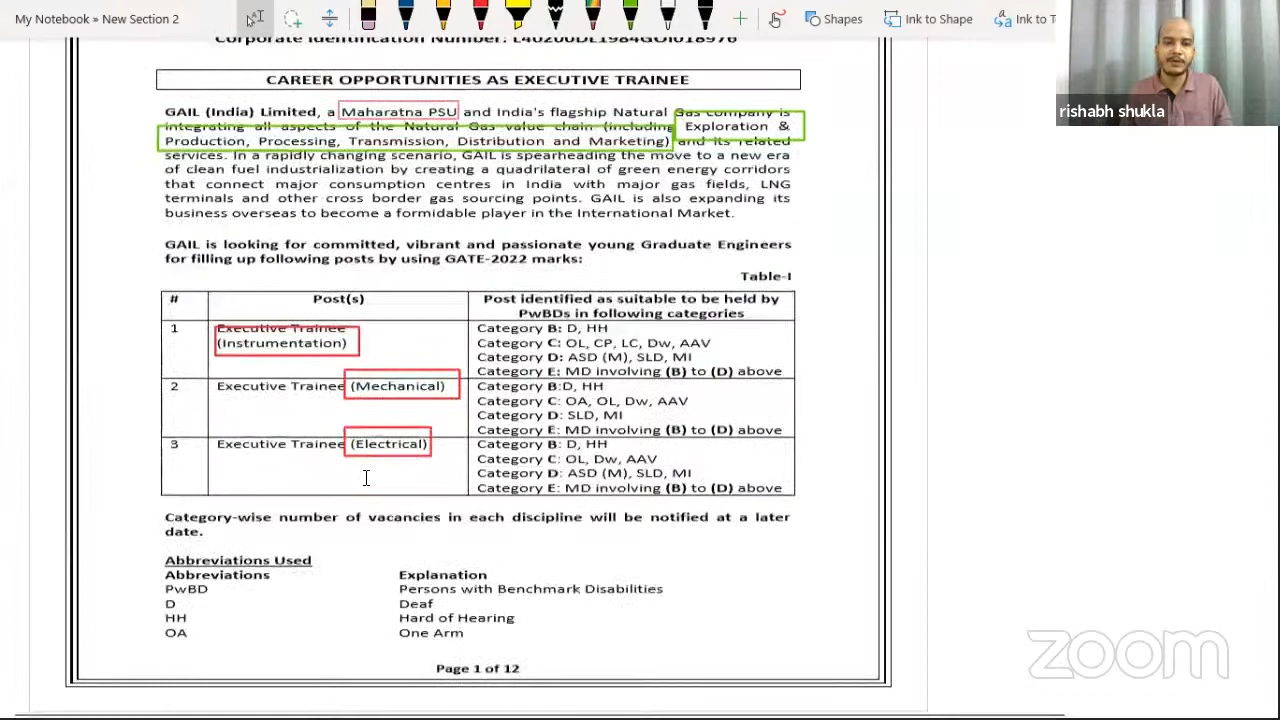 My Notebook » New Section 2
Shapes
Ink to Shape
Ink to T
rishabh shukla
Corporate Identification Number: L40200DL1984GOI018976
CAREER OPPORTUNITIES AS EXECUTIVE TRAINEE
GAIL (India) Limited, a Maharatna PSU and India's flagship Natural Gas company is
integrating all aspects of the Natural Gas value chain (including Exploration &
Production, Processing, Transmission, Distribution and Marketing) and its related
services. In a rapidly changing scenario, GAIL is spearheading the move to a new era
of clean fuel industrialization by creating a quadrilateral of green energy corridors
that connect major consumption centres in India with major gas fields, LNG
terminals and other cross border gas sourcing points. GAIL is also expanding its
business overseas to become a formidable player in the International Market.
GAIL is looking for committed, vibrant and passionate young Graduate Engineers
for filling up following posts by using GATE-2022 marks:
Table-I
# Post(s) Post identified as suitable to be held by
PwBDs in following categories
1 Executive Trainee Category B: D, HH
(Instrumentation) Category C: OL, CP, LC, Dw, AAV
Category D: ASD (M), SLD, MI
Category E: MD involving (B) to (D) above
2 Executive Trainee (Mechanical) Category B:D, HH
Category C: OA, OL, Dw, AAV
Category D: SLD, MI
Category E: MD involving (B) to (D) above
3 Executive Trainee (Electrical) Category B: D, HH
Category C: OL, Dw, AAV
Category D: ASD (M), SLD, MI
Category E: MD involving (B) to (D) above
Category-wise number of vacancies in each discipline will be notified at a later
date.
Abbreviations Used
Abbreviations Explanation
PwBD Persons with Benchmark Disabilities
D Deaf
HH Hard of Hearing
OA One Arm
Page 1 of 12
zoom